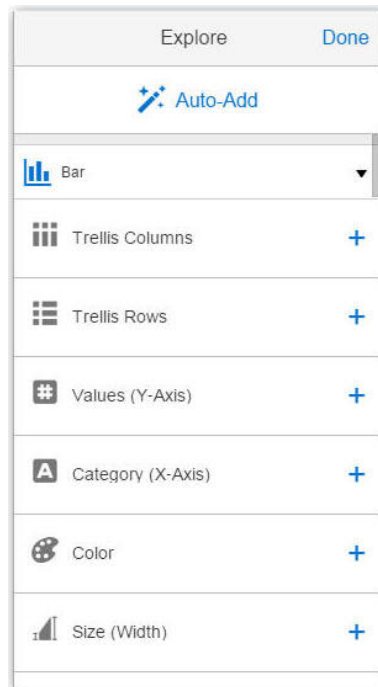 Explore Done
Auto-Add
Bar
Trellis Columns +
Trellis Rows +
# Values (Y-Axis) +
A Category (X-Axis) +
Color +
Size (Width) +